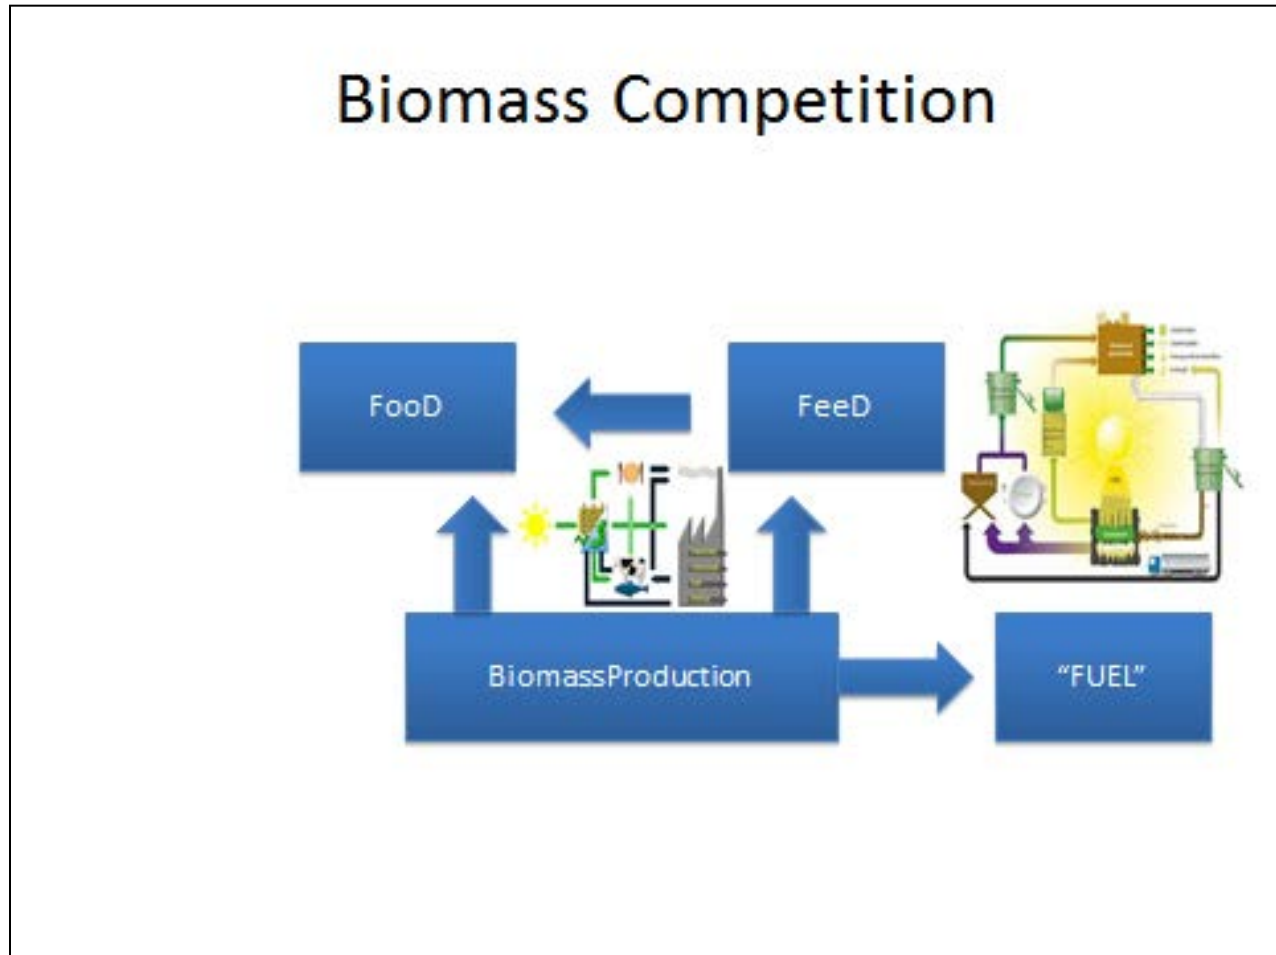 Biomass Competition
FooD
FeeD
BiomassProduction
“FUEL”